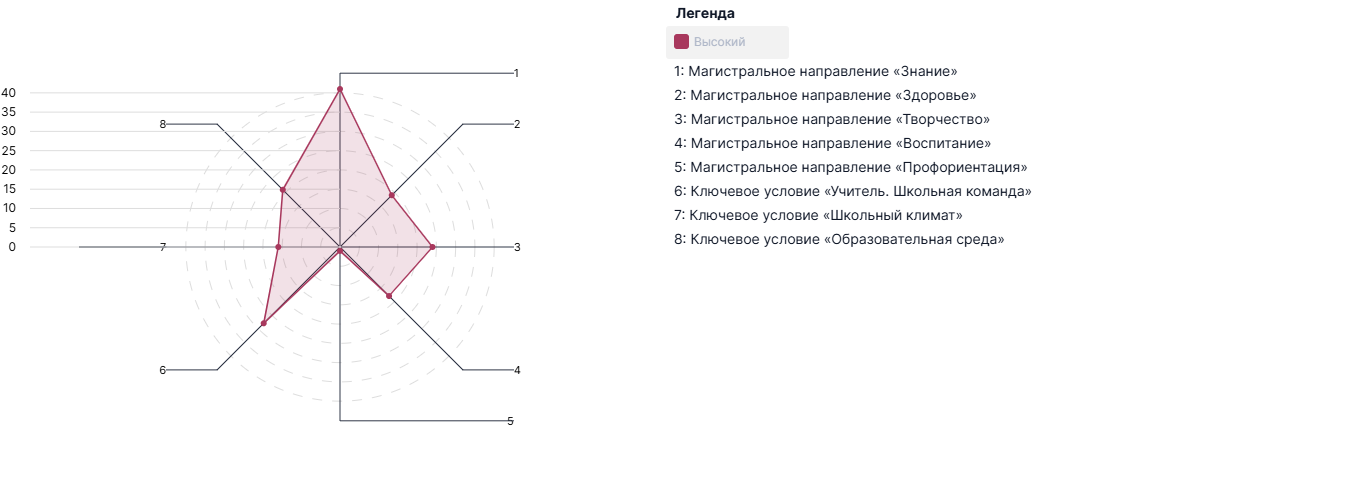 Легенда
Высокий
1: Магистральное направление «Знание»
2: Магистральное направление «Здоровье»
3: Магистральное направление «Творчество»
4: Магистральное направление «Воспитание»
5: Магистральное направление «Профориентация»
6: Ключевое условие «Учитель. Школьная команда»
7: Ключевое условие «Школьный климат»
8: Ключевое условие «Образовательная среда»
40
35
30
25
20
15
10
5
0
1
2
3
4
5
6
7
8